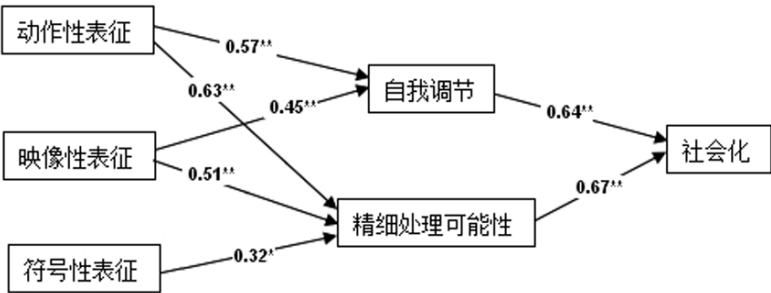 动作性表征
0.57**
0.63**
自我调节
0.45**
0.64**
映像性表征
社会化
0.51**
0.67**
精细处理可能性
符号性表征
0.32*